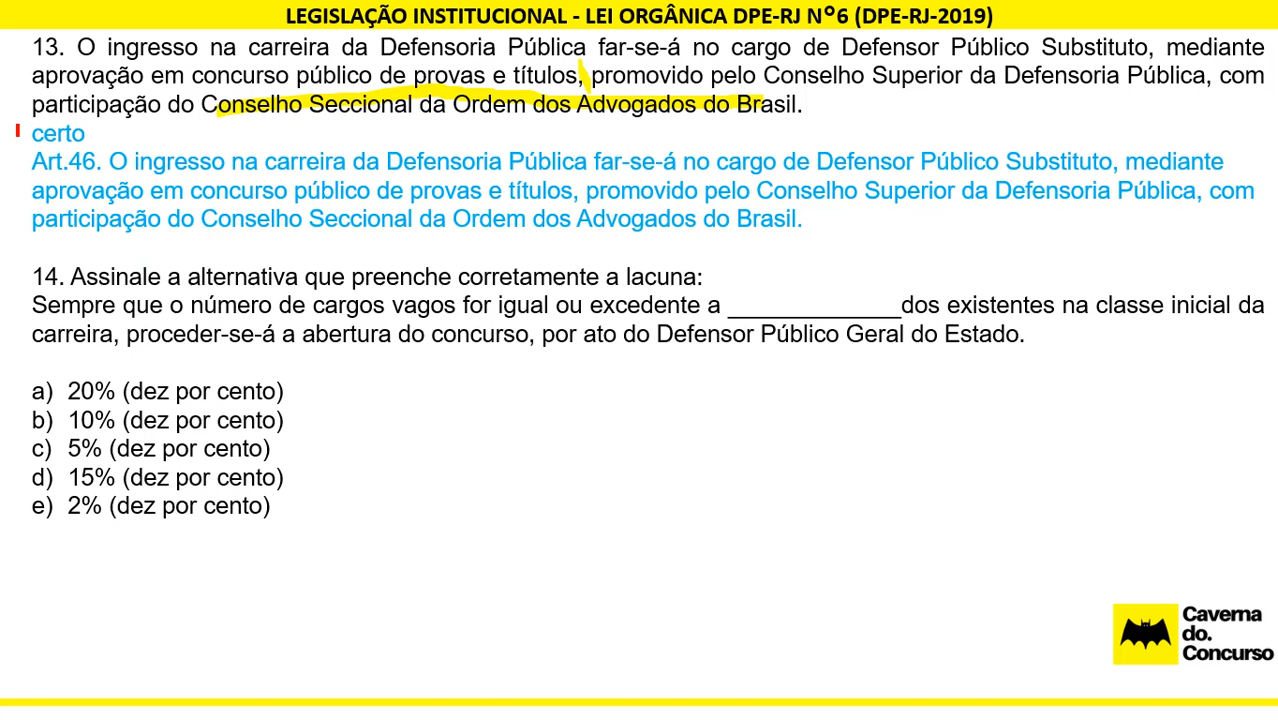 LEGISLAÇÃO INSTITUCIONAL - LEI ORGÂNICA DPE-RJ Nº6 (DPE-RJ-2019)
13. O ingresso na carreira da Defensoria Pública far-se-á no cargo de Defensor Público Substituto, mediante
aprovação em concurso público de provas e títulos, promovido pelo Conselho Superior da Defensoria Pública, com
participação do Conselho Seccional da Ordem dos Advogados do Brasil.
certo
Art.46. O ingresso na carreira da Defensoria Pública far-se-á no cargo de Defensor Público Substituto, mediante
aprovação em concurso público de provas e títulos, promovido pelo Conselho Superior da Defensoria Pública, com
participação do Conselho Seccional da Ordem dos Advogados do Brasil.
14. Assinale a alternativa que preenche corretamente a lacuna:
Sempre que o número de cargos vagos for igual ou excedente a _____________dos existentes na classe inicial da
carreira, proceder-se-á a abertura do concurso, por ato do Defensor Público Geral do Estado.
a) 20% (dez por cento)
b) 10% (dez por cento)
c) 5% (dez por cento)
d) 15% (dez por cento)
e) 2% (dez por cento)
Caverna
do.
Concurso